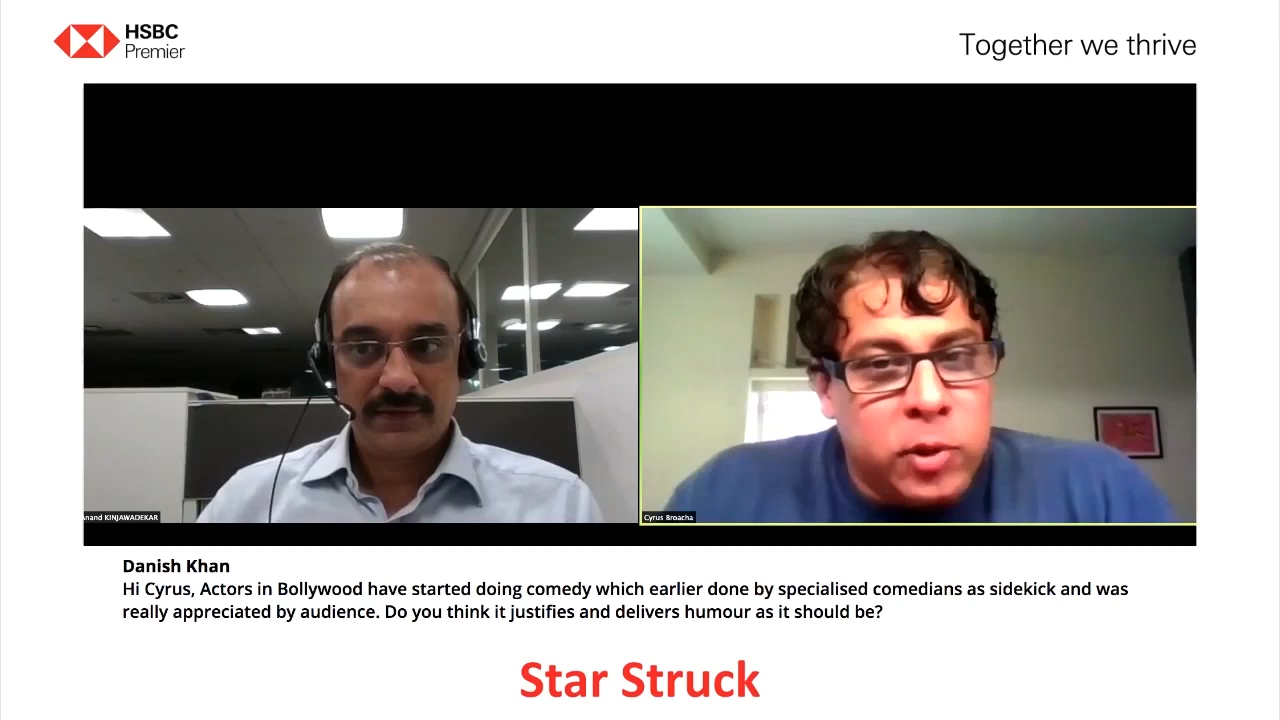 HSBC
Premier
Together we thrive
Anand KINJAWADEKAR
Cyrus Broacha
Danish Khan
Hi Cyrus, Actors in Bollywood have started doing comedy which earlier done by specialised comedians as sidekick and was
really appreciated by audience. Do you think it justifies and delivers humour as it should be?
Star Struck